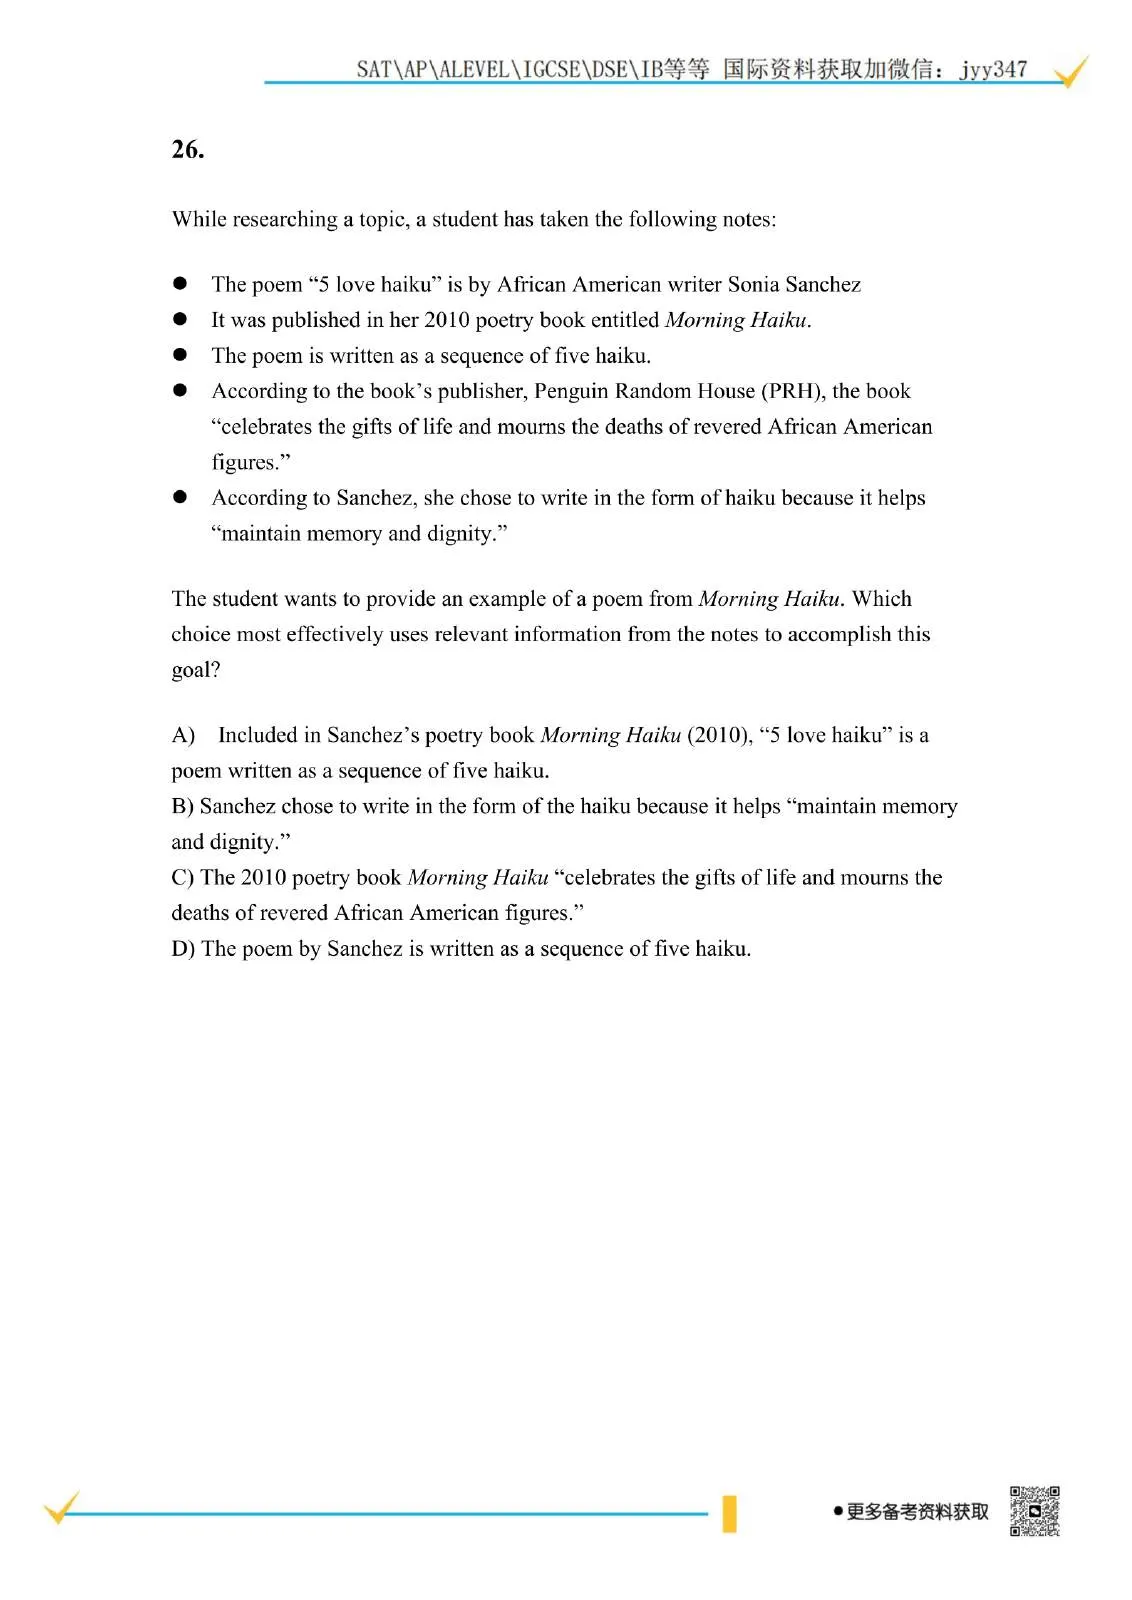 SAT\AP\ALEVEL\IGCSE\DSE\IB等等 国际资料获取加微信：jyy347
26.
While researching a topic, a student has taken the following notes:
● The poem “5 love haiku” is by African American writer Sonia Sanchez
● It was published in her 2010 poetry book entitled Morning Haiku.
● The poem is written as a sequence of five haiku.
● According to the book’s publisher, Penguin Random House (PRH), the book
“celebrates the gifts of life and mourns the deaths of revered African American
figures.”
● According to Sanchez, she chose to write in the form of haiku because it helps
“maintain memory and dignity.”
The student wants to provide an example of a poem from Morning Haiku. Which
choice most effectively uses relevant information from the notes to accomplish this
goal?
A) Included in Sanchez’s poetry book Morning Haiku (2010), “5 love haiku” is a
poem written as a sequence of five haiku.
B) Sanchez chose to write in the form of the haiku because it helps “maintain memory
and dignity.”
C) The 2010 poetry book Morning Haiku “celebrates the gifts of life and mourns the
deaths of revered African American figures.”
D) The poem by Sanchez is written as a sequence of five haiku.
●更多备考资料获取